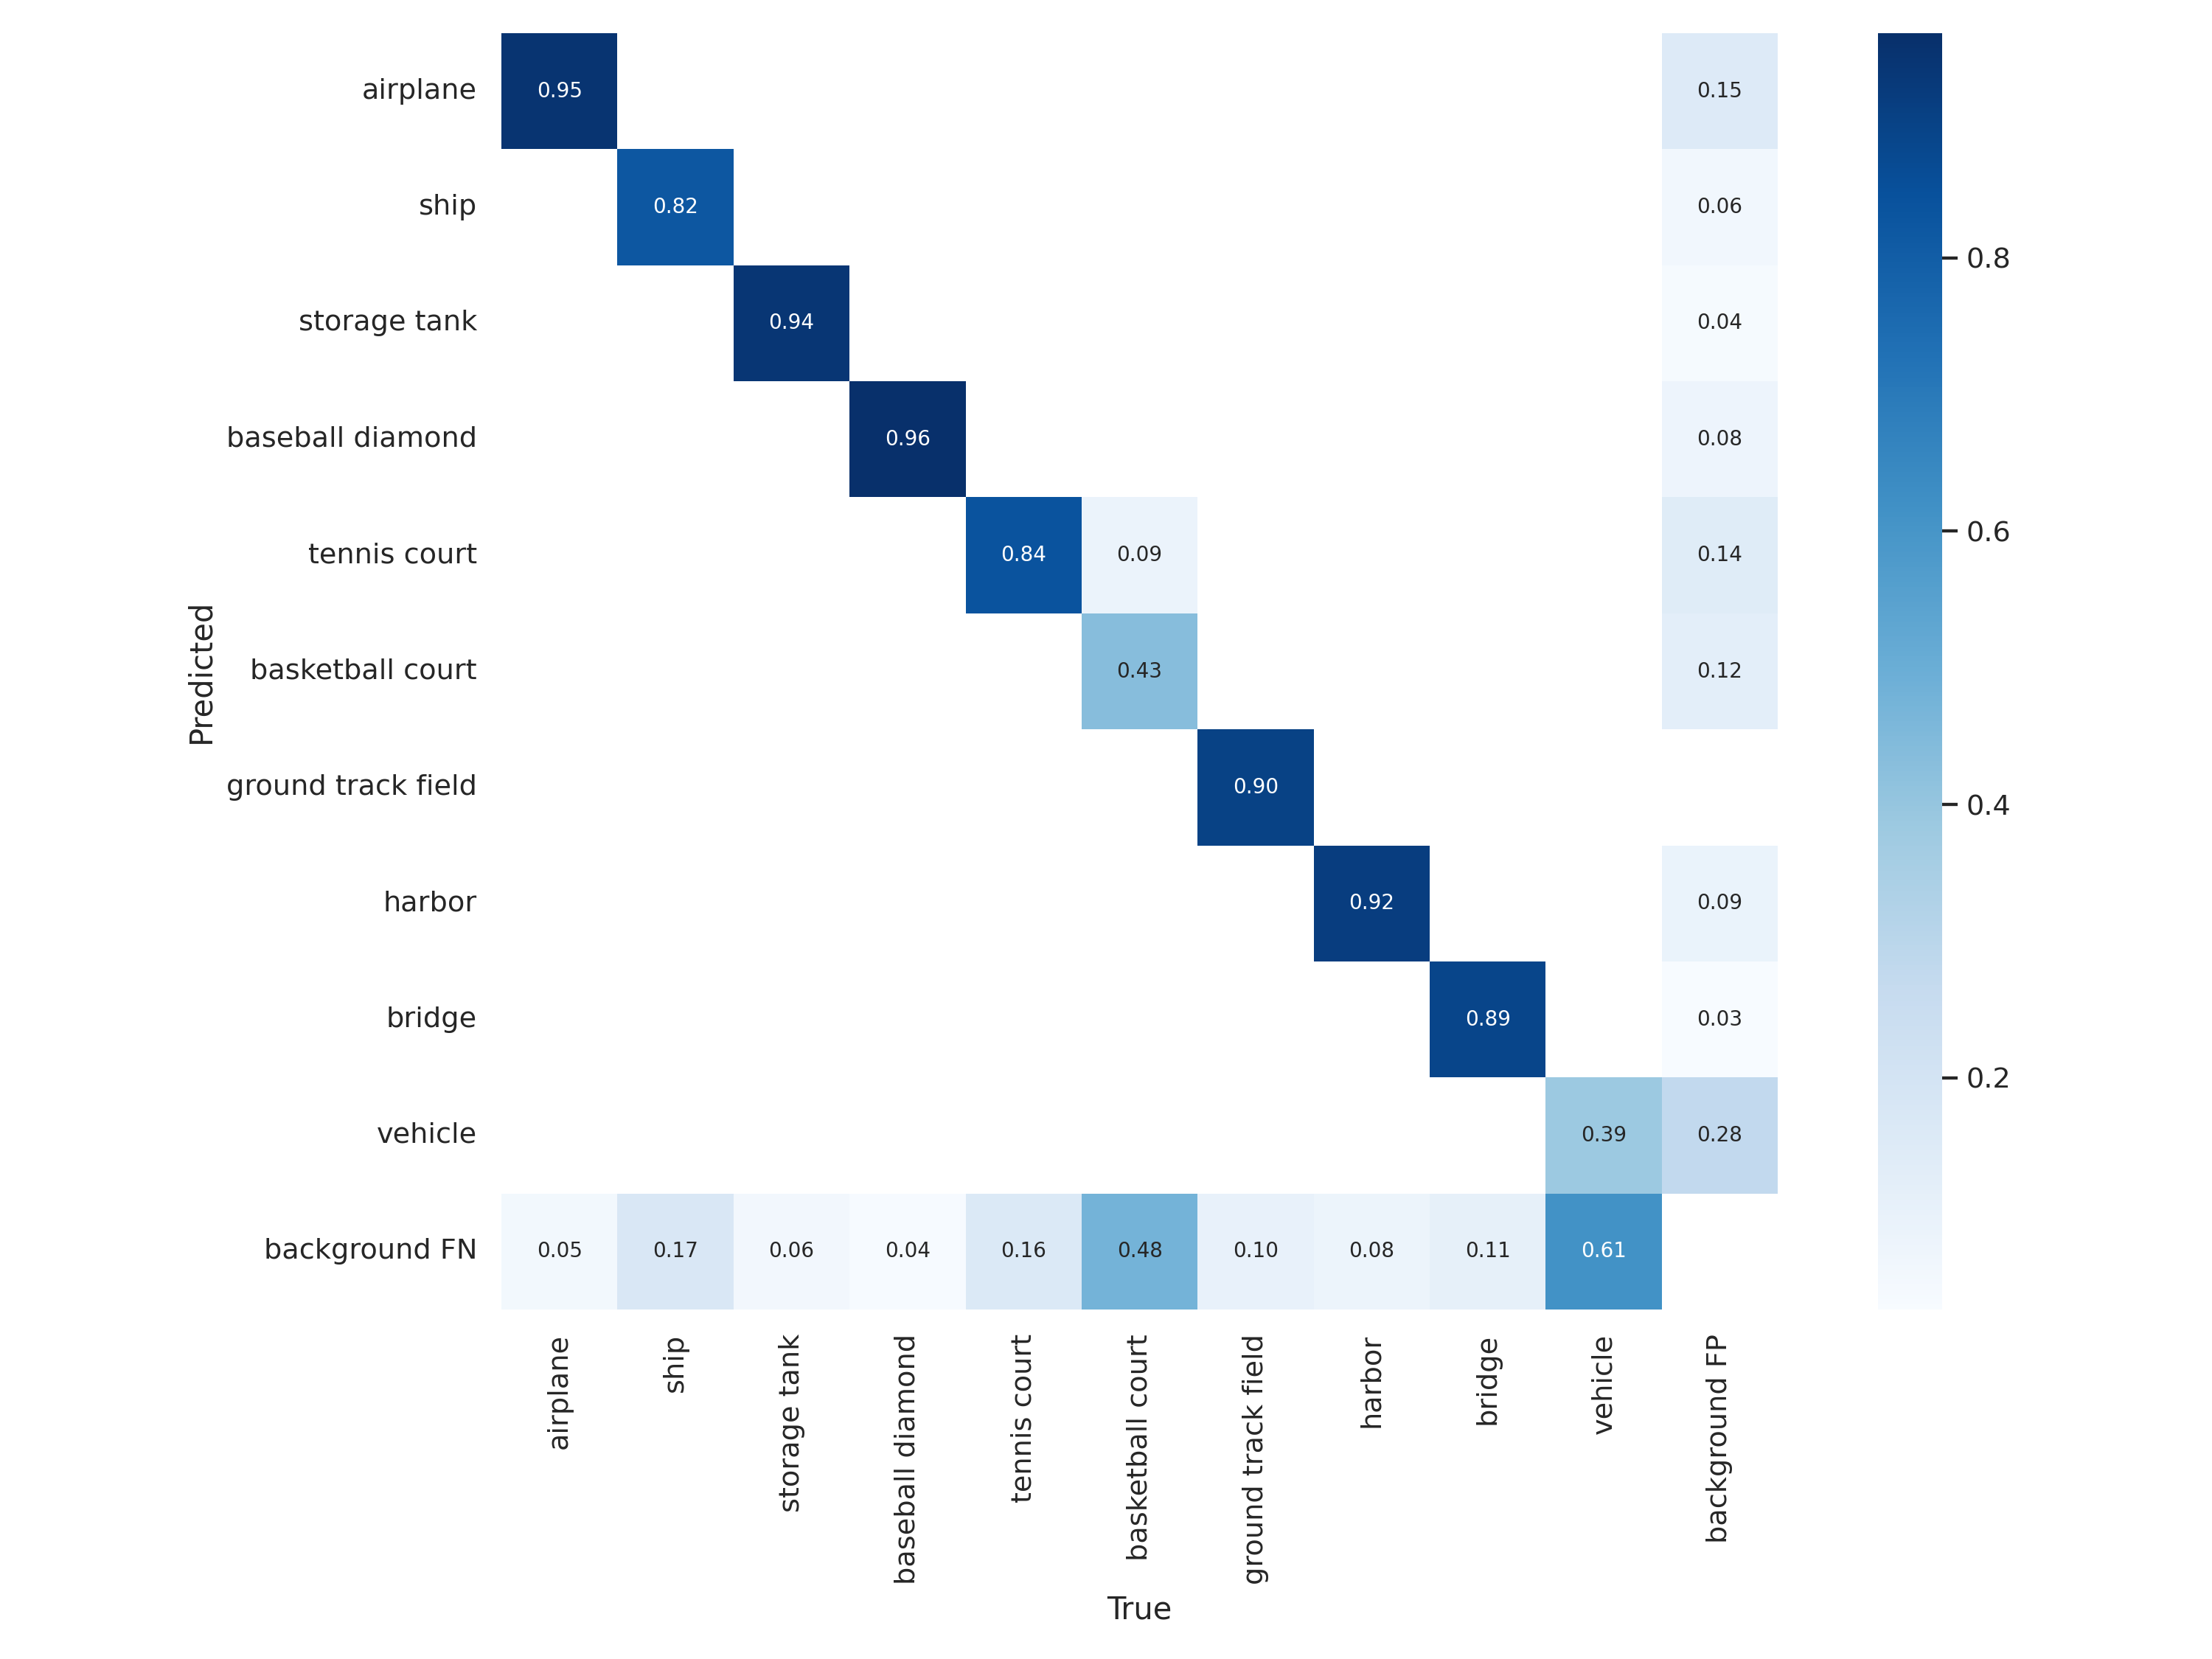 airplane 0.95 0.15
ship 0.82 0.06
0.8
storage tank 0.94 0.04
baseball diamond 0.96 0.08
0.6
tennis court 0.84 0.09 0.14
Predicted
basketball court 0.43 0.12
ground track field 0.90
0.4
harbor 0.92 0.09
bridge 0.89 0.03
0.2
vehicle 0.39 0.28
background FN 0.05 0.17 0.06 0.04 0.16 0.48 0.10 0.08 0.11 0.61
airplane
ship
storage tank
baseball diamond
tennis court
basketball court
ground track field
harbor
bridge
vehicle
background FP
True